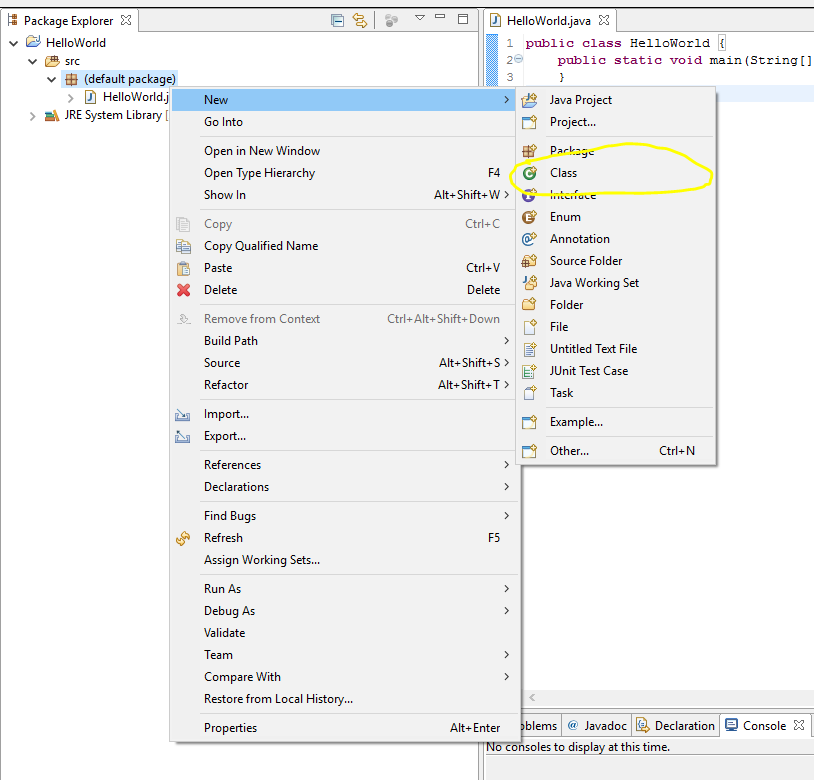 Package Explorer
HelloWorld
src
(default package)
HelloWorld.j
JRE System Library [
HelloWorld.java
1 public class HelloWorld {
2 public static void main(String[]
3 }
New
Go Into
Open in New Window
Open Type Hierarchy F4
Show In Alt+Shift+W
Copy Ctrl+C
Copy Qualified Name
Paste Ctrl+V
Delete Delete
Remove from Context Ctrl+Alt+Shift+Down
Build Path
Source Alt+Shift+S
Refactor Alt+Shift+T
Import...
Export...
References
Declarations
Find Bugs
Refresh F5
Assign Working Sets...
Run As
Debug As
Validate
Team
Compare With
Restore from Local History...
Properties Alt+Enter
Java Project
Project...
Package
Class
Interface
Enum
Annotation
Source Folder
Java Working Set
Folder
File
Untitled Text File
JUnit Test Case
Task
Example...
Other... Ctrl+N
oblems
Javadoc
Declaration
Console
No consoles to display at this time.